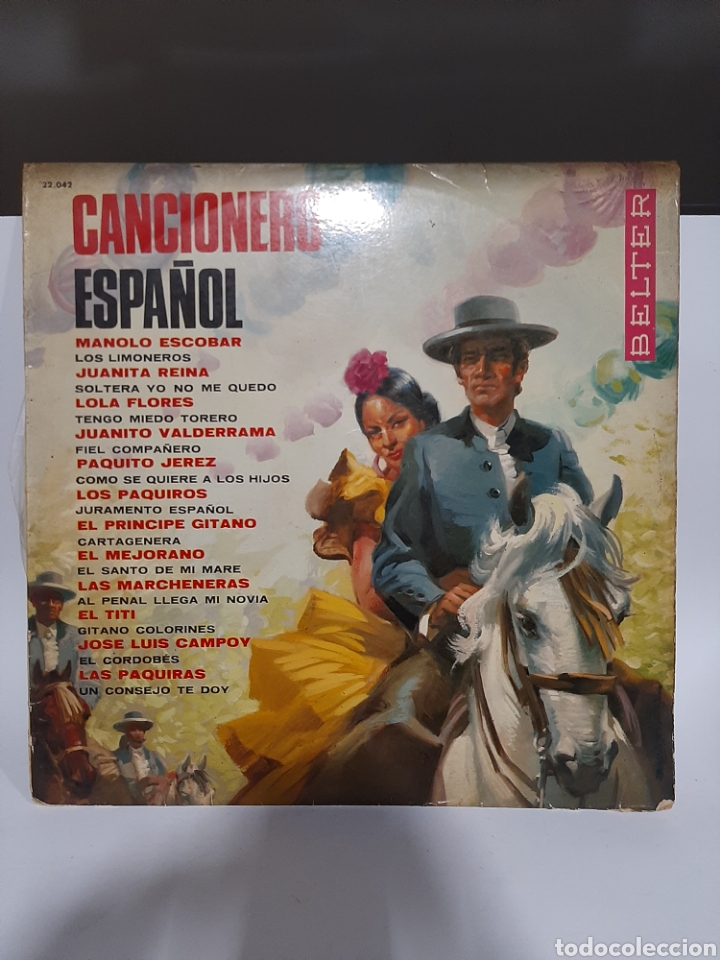 22.042
CANCIONERO
ESPAÑOL
BELTER
MANOLO ESCOBAR
LOS LIMONEROS
JUANITA REINA
SOLTERA YO NO ME QUEDO
LOLA FLORES
TENGO MIEDO TORERO
JUANITO VALDERRAMA
FIEL COMPAÑERO
PAQUITO JEREZ
COMO SE QUIERE A LOS HIJOS
LOS PAQUIROS
JURAMENTO ESPAÑOL
EL PRINCIPE GITANO
CARTAGENERA
EL MEJORANO
EL SANTO DE MI MARE
LAS MARCHENERAS
AL PENAL LLEGA MI NOVIA
EL TITI
GITANO COLORINES
JOSE LUIS CAMPOY
EL CORDOBÉS
LAS PAQUIRAS
UN CONSEJO TE DOY
todocoleccion